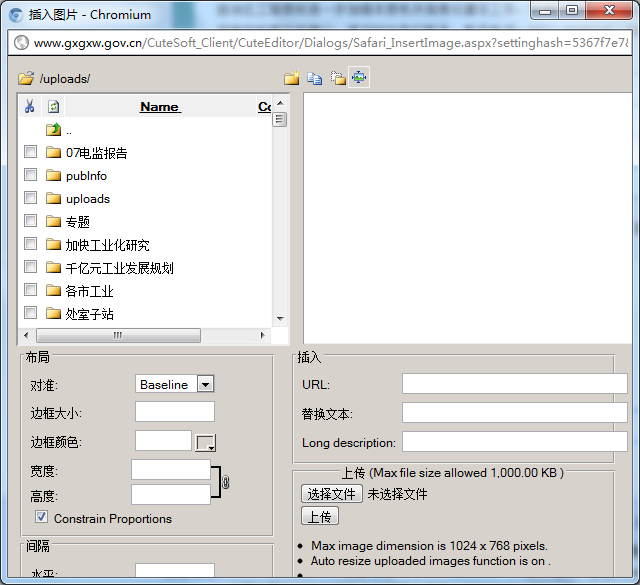 插入图片 - Chromium
www.gxgxw.gov.cn/CuteSoft_Client/CuteEditor/Dialogs/Safari_InsertImage.aspx?settinghash=5367f7e7
/uploads/
Name
..
07电监报告
pubInfo
uploads
专题
加快工业化研究
千亿元工业发展规划
各市工业
处室子站
布局
对准:
Baseline
边框大小:
边框颜色:
宽度:
高度:
Constrain Proportions
间隔
水平:
插入
URL:
替换文本:
Long description:
上传 (Max file size allowed 1,000.00 KB )
选择文件 未选择文件
上传
Max image dimension is 1024 x 768 pixels.
Auto resize uploaded images function is on .